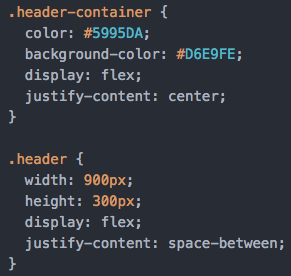 .header-container {
  color: #5995DA;
  background-color: #D6E9FE;
  display: flex;
  justify-content: center;
}

.header {
  width: 900px;
  height: 300px;
  display: flex;
  justify-content: space-between;
}